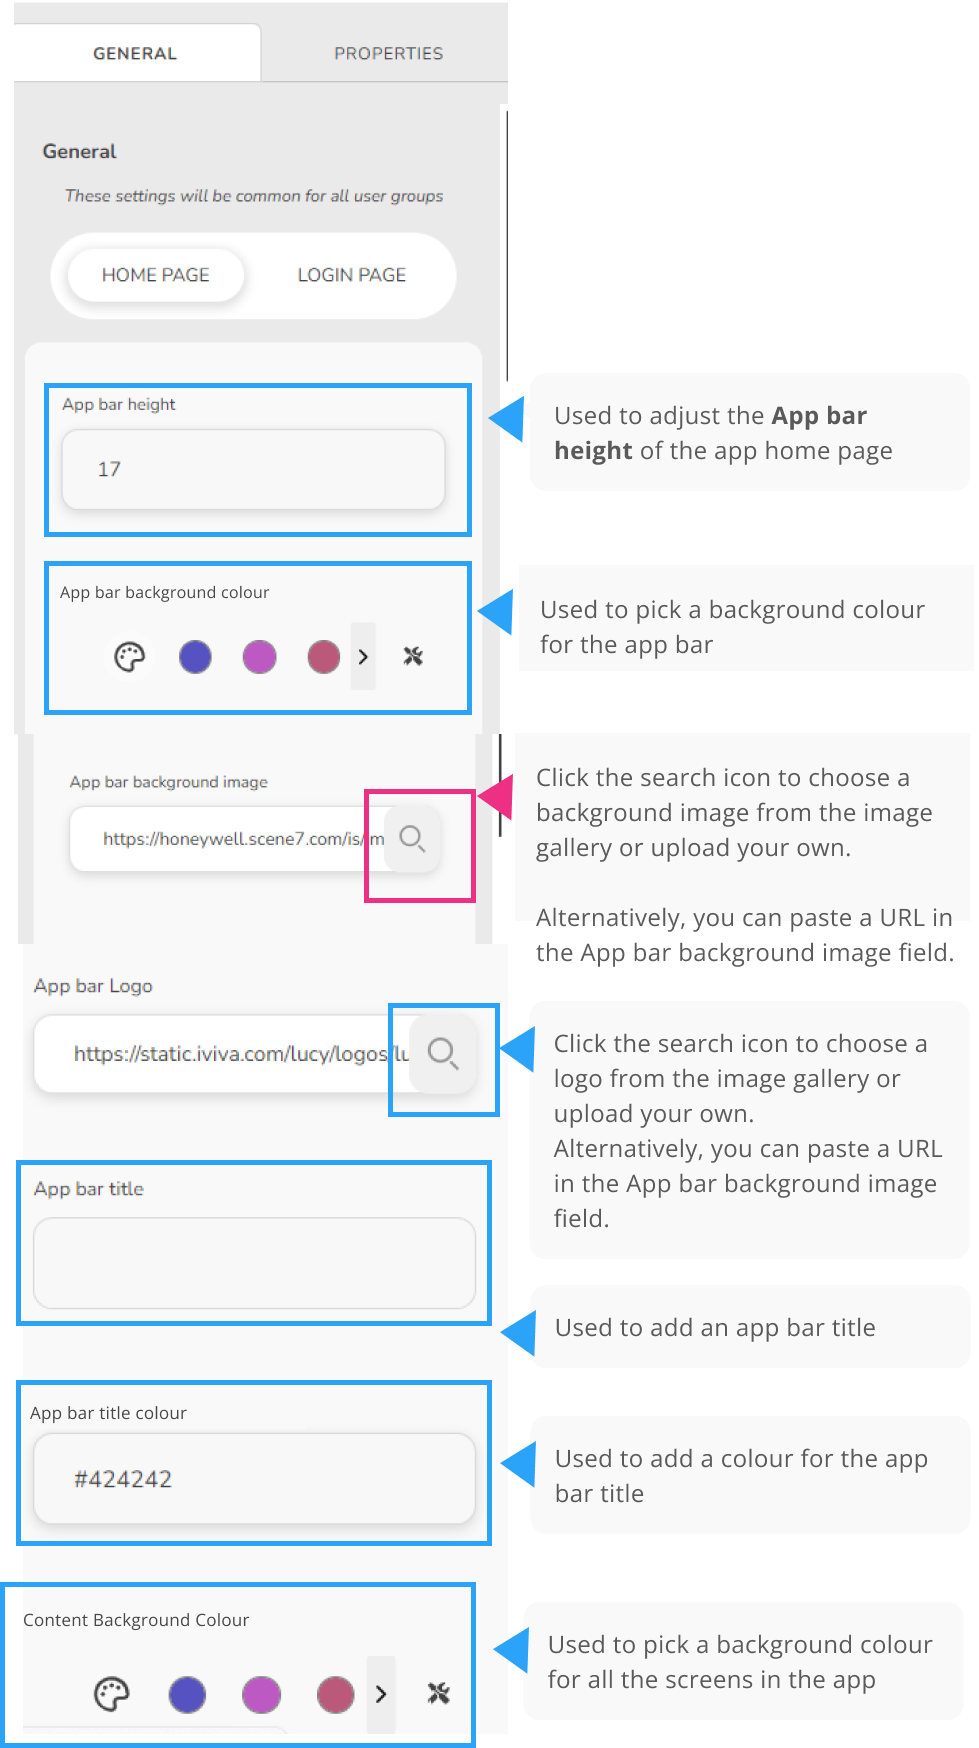 GENERAL
PROPERTIES
General
These settings will be common for all user groups
HOME PAGE
LOGIN PAGE
App bar height
17
Used to adjust the App bar
height of the app home page
App bar background colour
Used to pick a background colour
for the app bar
App bar background image
https://honeywell.scene7.com/is/im
Click the search icon to choose a
background image from the image
gallery or upload your own.
Alternatively, you can paste a URL in
the App bar background image field.
App bar Logo
https://static.iviva.com/lucy/logos/lu
Click the search icon to choose a
logo from the image gallery or
upload your own.
Alternatively, you can paste a URL
in the App bar background image
field.
App bar title
Used to add an app bar title
App bar title colour
#424242
Used to add a colour for the app
bar title
Content Background Colour
Used to pick a background colour
for all the screens in the app